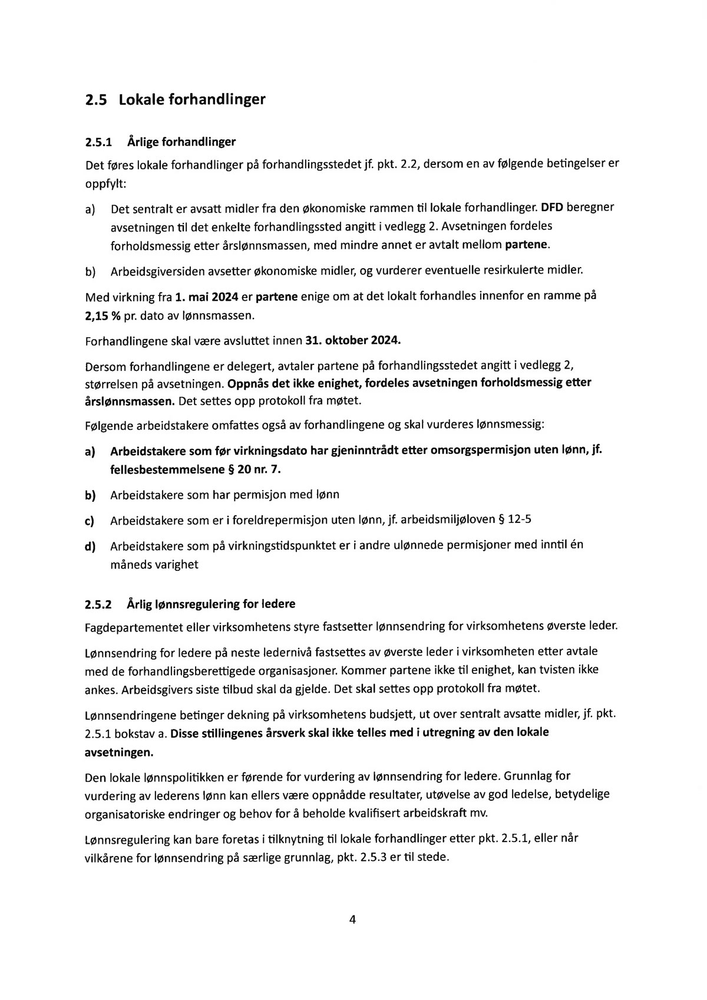 2.5 Lokale forhandlinger
2.5.1 Årlige forhandlinger
Det føres lokale forhandlinger på forhandlingsstedet jf. pkt. 2.2, dersom en av følgende betingelser er
oppfylt:
a) Det sentralt er avsatt midler fra den økonomiske rammen til lokale forhandlinger. DFD beregner
avsetningen til det enkelte forhandlingssted angitt i vedlegg 2. Avsetningen fordeles
forholdsmessig etter årslønnsmassen, med mindre annet er avtalt mellom partene.
b) Arbeidsgiversiden avsetter økonomiske midler, og vurderer eventuelle resirkulerte midler.
Med virkning fra 1. mai 2024 er partene enige om at det lokalt forhandles innenfor en ramme på
2,15 % pr. dato av lønnsmassen.
Forhandlingene skal være avsluttet innen 31. oktober 2024.
Dersom forhandlingene er delegert, avtaler partene på forhandlingsstedet angitt i vedlegg 2,
størrelsen på avsetningen. Oppnås det ikke enighet, fordeles avsetningen forholdsmessig etter
årslønnsmassen. Det settes opp protokoll fra møtet.
Følgende arbeidstakere omfattes også av forhandlingene og skal vurderes lønnsmessig:
a) Arbeidstakere som før virkningsdato har gjeninntrådt etter omsorgspermisjon uten lønn, jf.
fellesbestemmelsene § 20 nr. 7.
b) Arbeidstakere som har permisjon med lønn
c) Arbeidstakere som er i foreldrepermisjon uten lønn, jf. arbeidsmiljøloven § 12-5
d) Arbeidstakere som på virkningstidspunktet er i andre ulønnede permisjoner med inntil én
måneds varighet
2.5.2 Årlig lønnsregulering for ledere
Fagdepartementet eller virksomhetens styre fastsetter lønnsendring for virksomhetens øverste leder.
Lønnsendring for ledere på neste ledernivå fastsettes av øverste leder i virksomheten etter avtale
med de forhandlingsberettigede organisasjoner. Kommer partene ikke til enighet, kan tvisten ikke
ankes. Arbeidsgivers siste tilbud skal da gjelde. Det skal settes opp protokoll fra møtet.
Lønnsendringene betinger dekning på virksomhetens budsjett, ut over sentralt avsatte midler, jf. pkt.
2.5.1 bokstav a. Disse stillingenes årsverk skal ikke telles med i utregning av den lokale
avsetningen.
Den lokale lønnspolitikken er førende for vurdering av lønnsendring for ledere. Grunnlag for
vurdering av lederens lønn kan ellers være oppnådde resultater, utøvelse av god ledelse, betydelige
organisatoriske endringer og behov for å beholde kvalifisert arbeidskraft mv.
Lønnsregulering kan bare foretas i tilknytning til lokale forhandlinger etter pkt. 2.5.1, eller når
vilkårene for lønnsendring på særlige grunnlag, pkt. 2.5.3 er til stede.
4